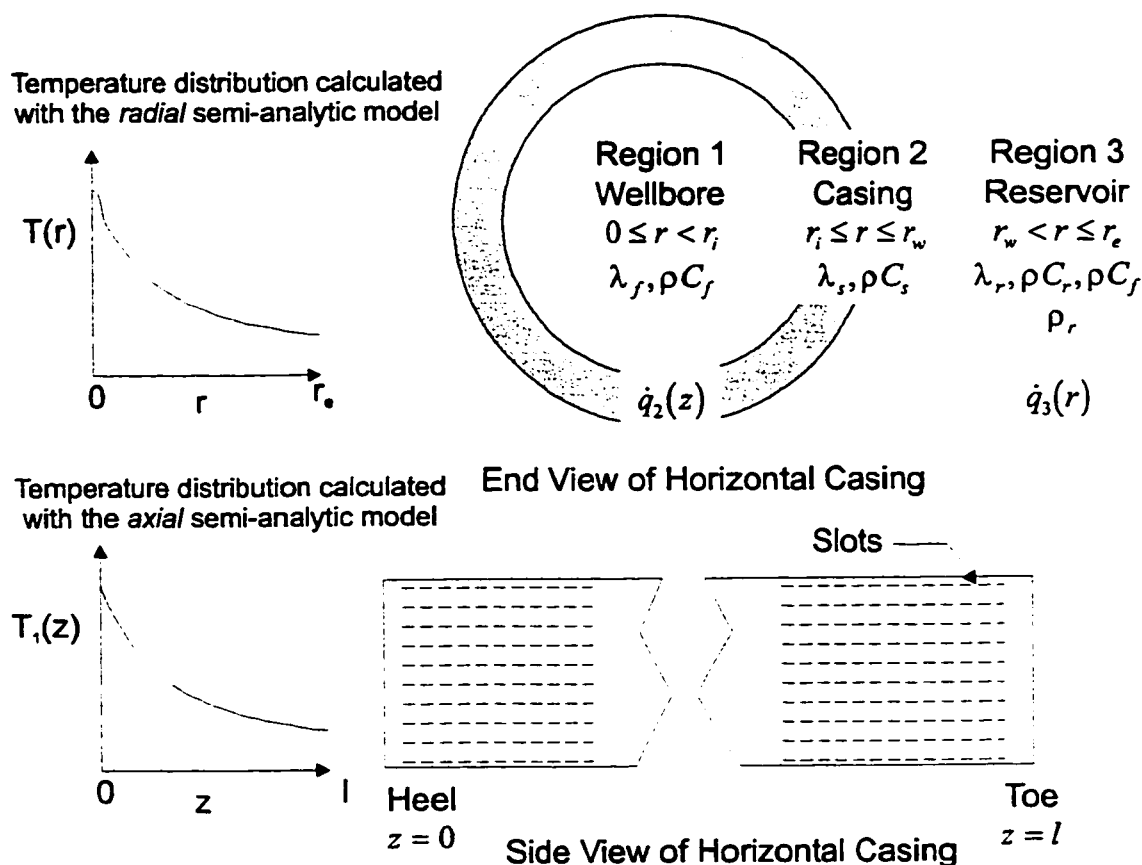 Temperature distribution calculated
with the radial semi-analytic model
T(r)
0
r
rₑ
Region 1
Wellbore
0 ≤ r < rᵢ
λ_f, ρC_f
Region 2
Casing
rᵢ ≤ r ≤ r_w
λ_s, ρC_s
Region 3
Reservoir
r_w < r ≤ r_e
λ_r, ρC_r, ρC_f
ρ_r
q̇₂(z)
q̇₃(r)
End View of Horizontal Casing
Temperature distribution calculated
with the axial semi-analytic model
T₁(z)
0
z
l
Slots
Heel
z = 0
Toe
z = l
Side View of Horizontal Casing